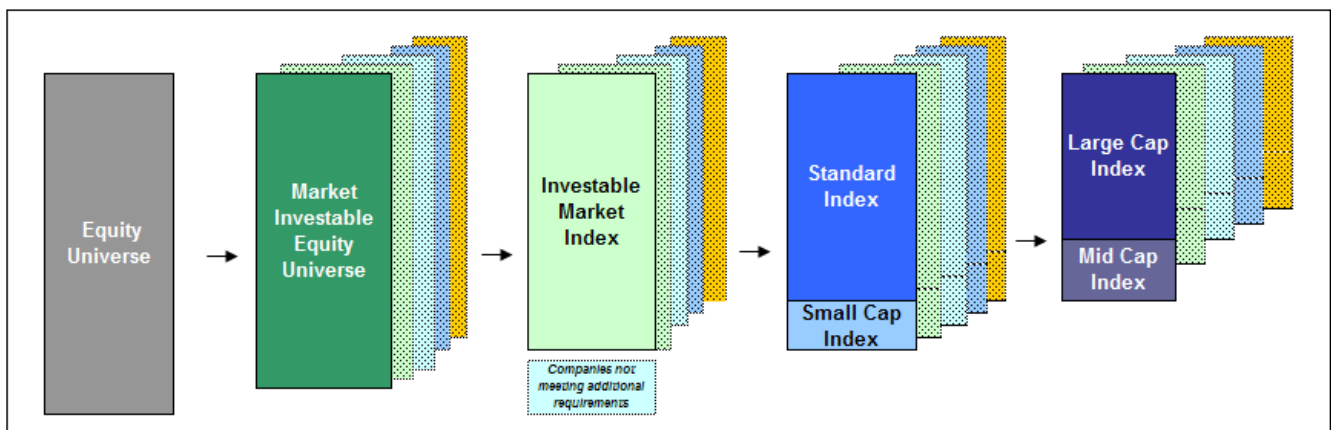 Equity
Universe
Market
Investable
Equity
Universe
Investable
Market
Index
Companies not
meeting additional
requirements
Standard
Index
Small Cap
Index
Large Cap
Index
Mid Cap
Index